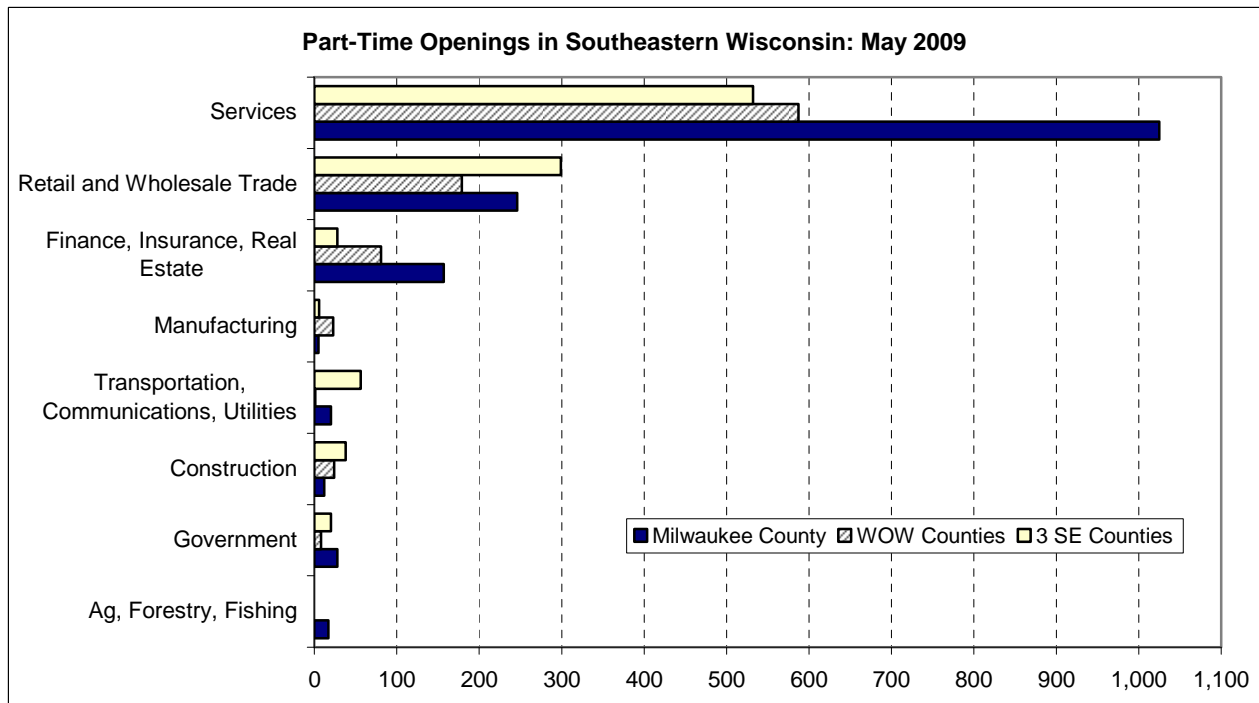 Part-Time Openings in Southeastern Wisconsin: May 2009
Services
Retail and Wholesale Trade
Finance, Insurance, Real
Estate
Manufacturing
Transportation,
Communications, Utilities
Construction
Government
Ag, Forestry, Fishing
Milwaukee County WOW Counties 3 SE Counties
0 100 200 300 400 500 600 700 800 900 1,000 1,100